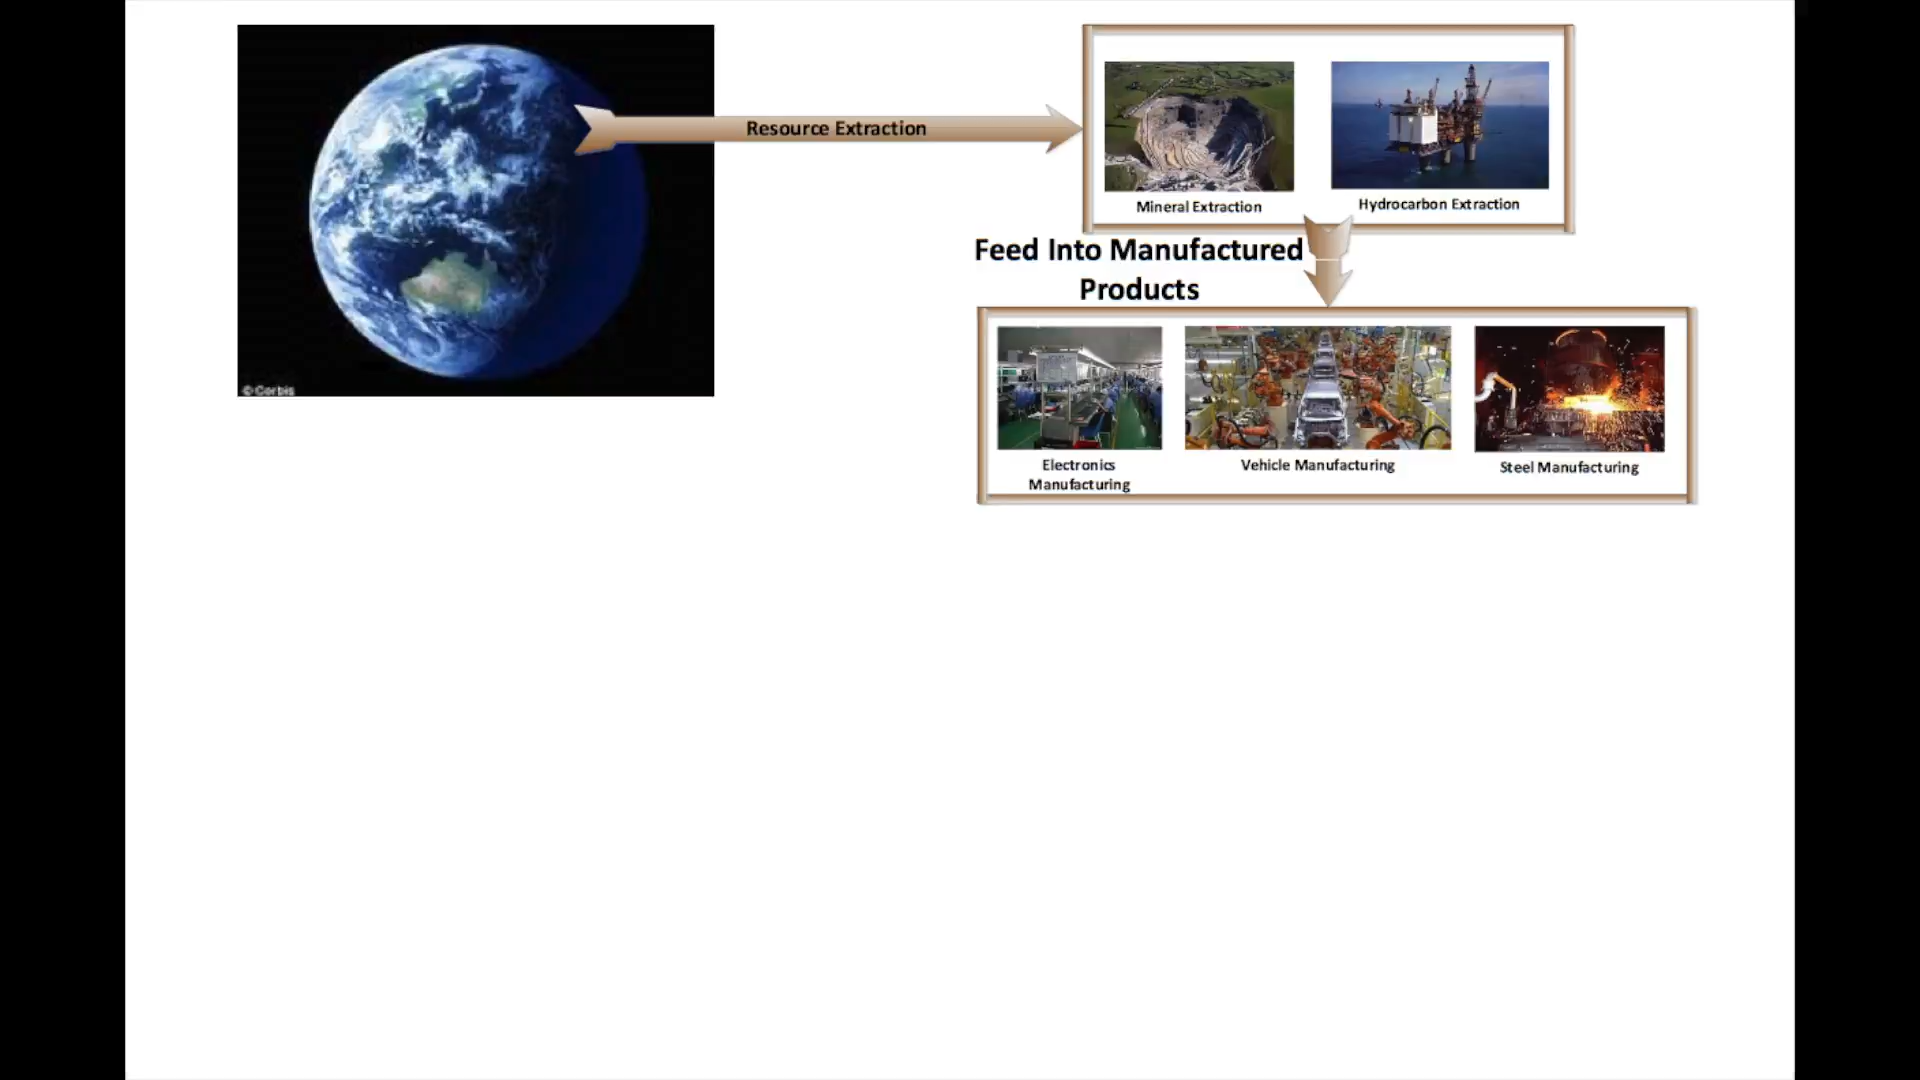 Resource Extraction
Mineral Extraction
Hydrocarbon Extraction
Feed Into Manufactured
Products
Electronics
Manufacturing
Vehicle Manufacturing
Steel Manufacturing
© Corbis